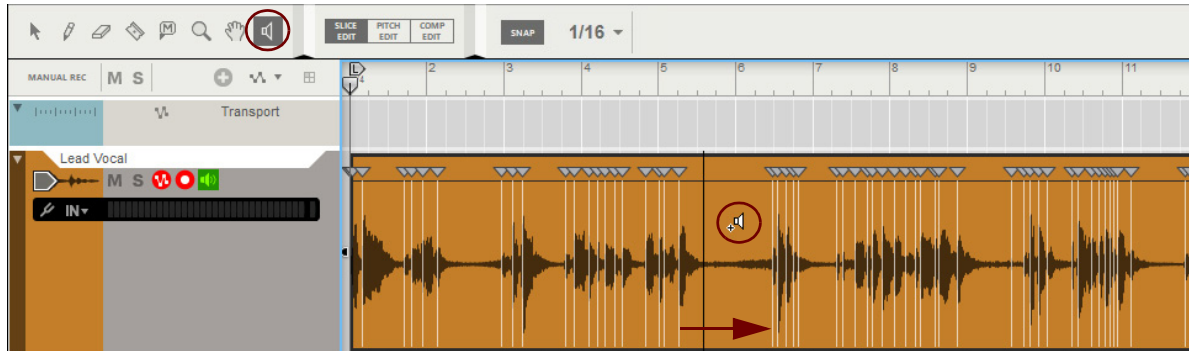 M
SLICE EDIT
PITCH EDIT
COMP EDIT
SNAP
1/16
MANUAL REC
M S
L
4
2 3 4 5 6 7 8 9 10 11
Transport
Lead Vocal
M S
IN